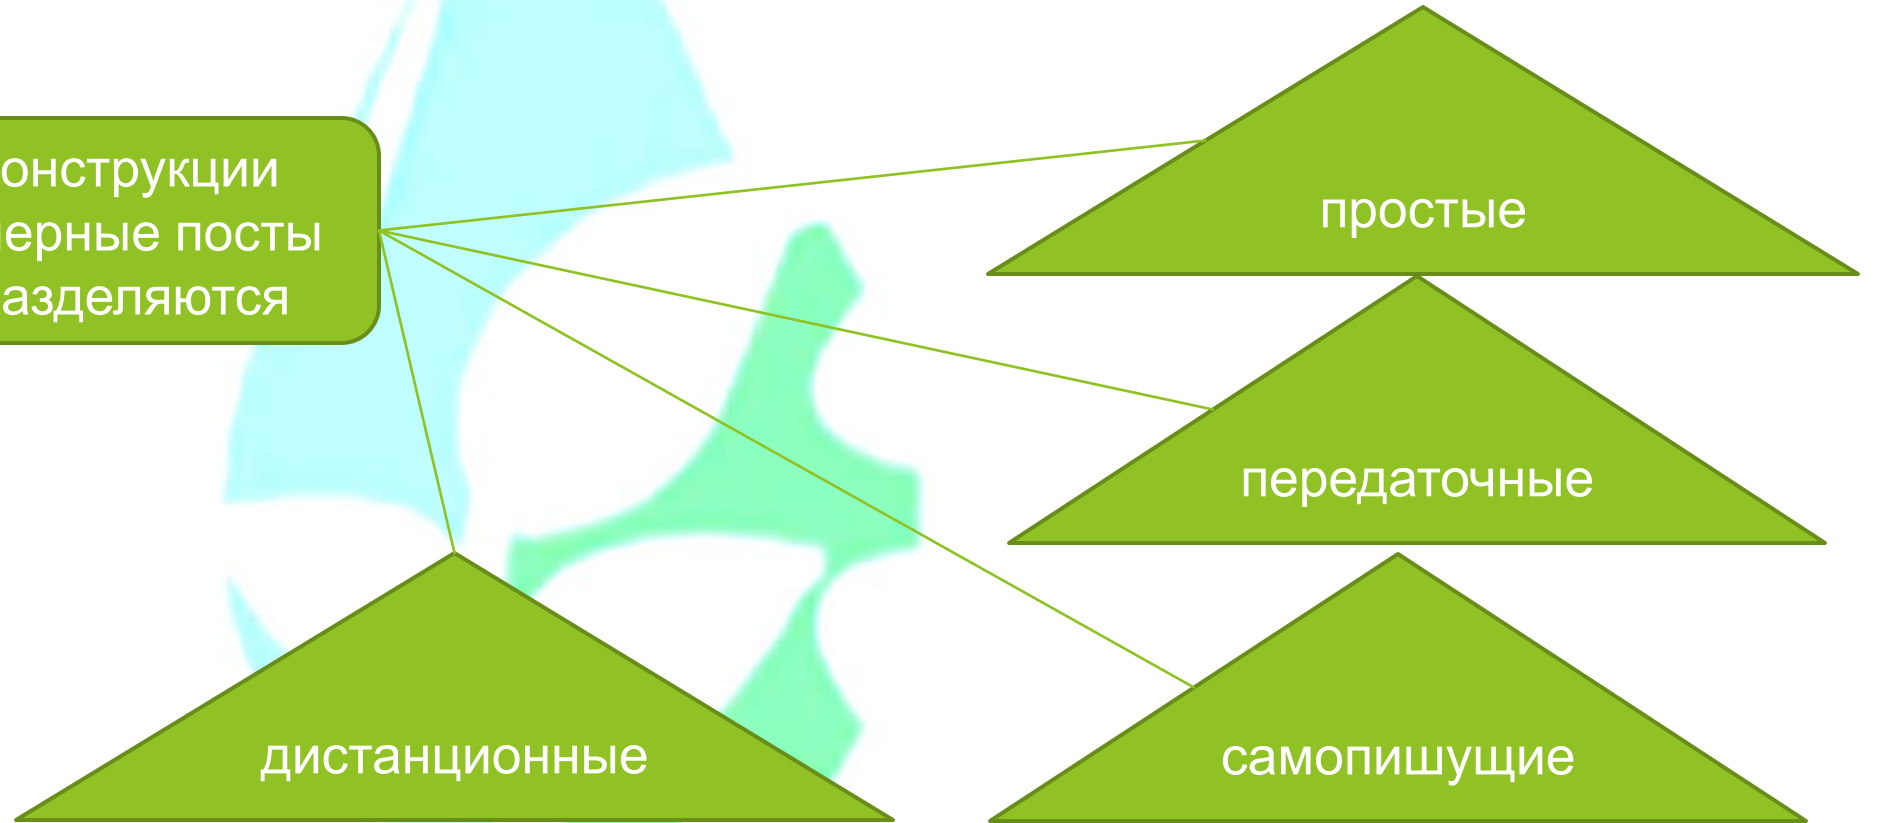 онструкции
ерные посты
азделяются
простые
передаточные
дистанционные
самопишущие